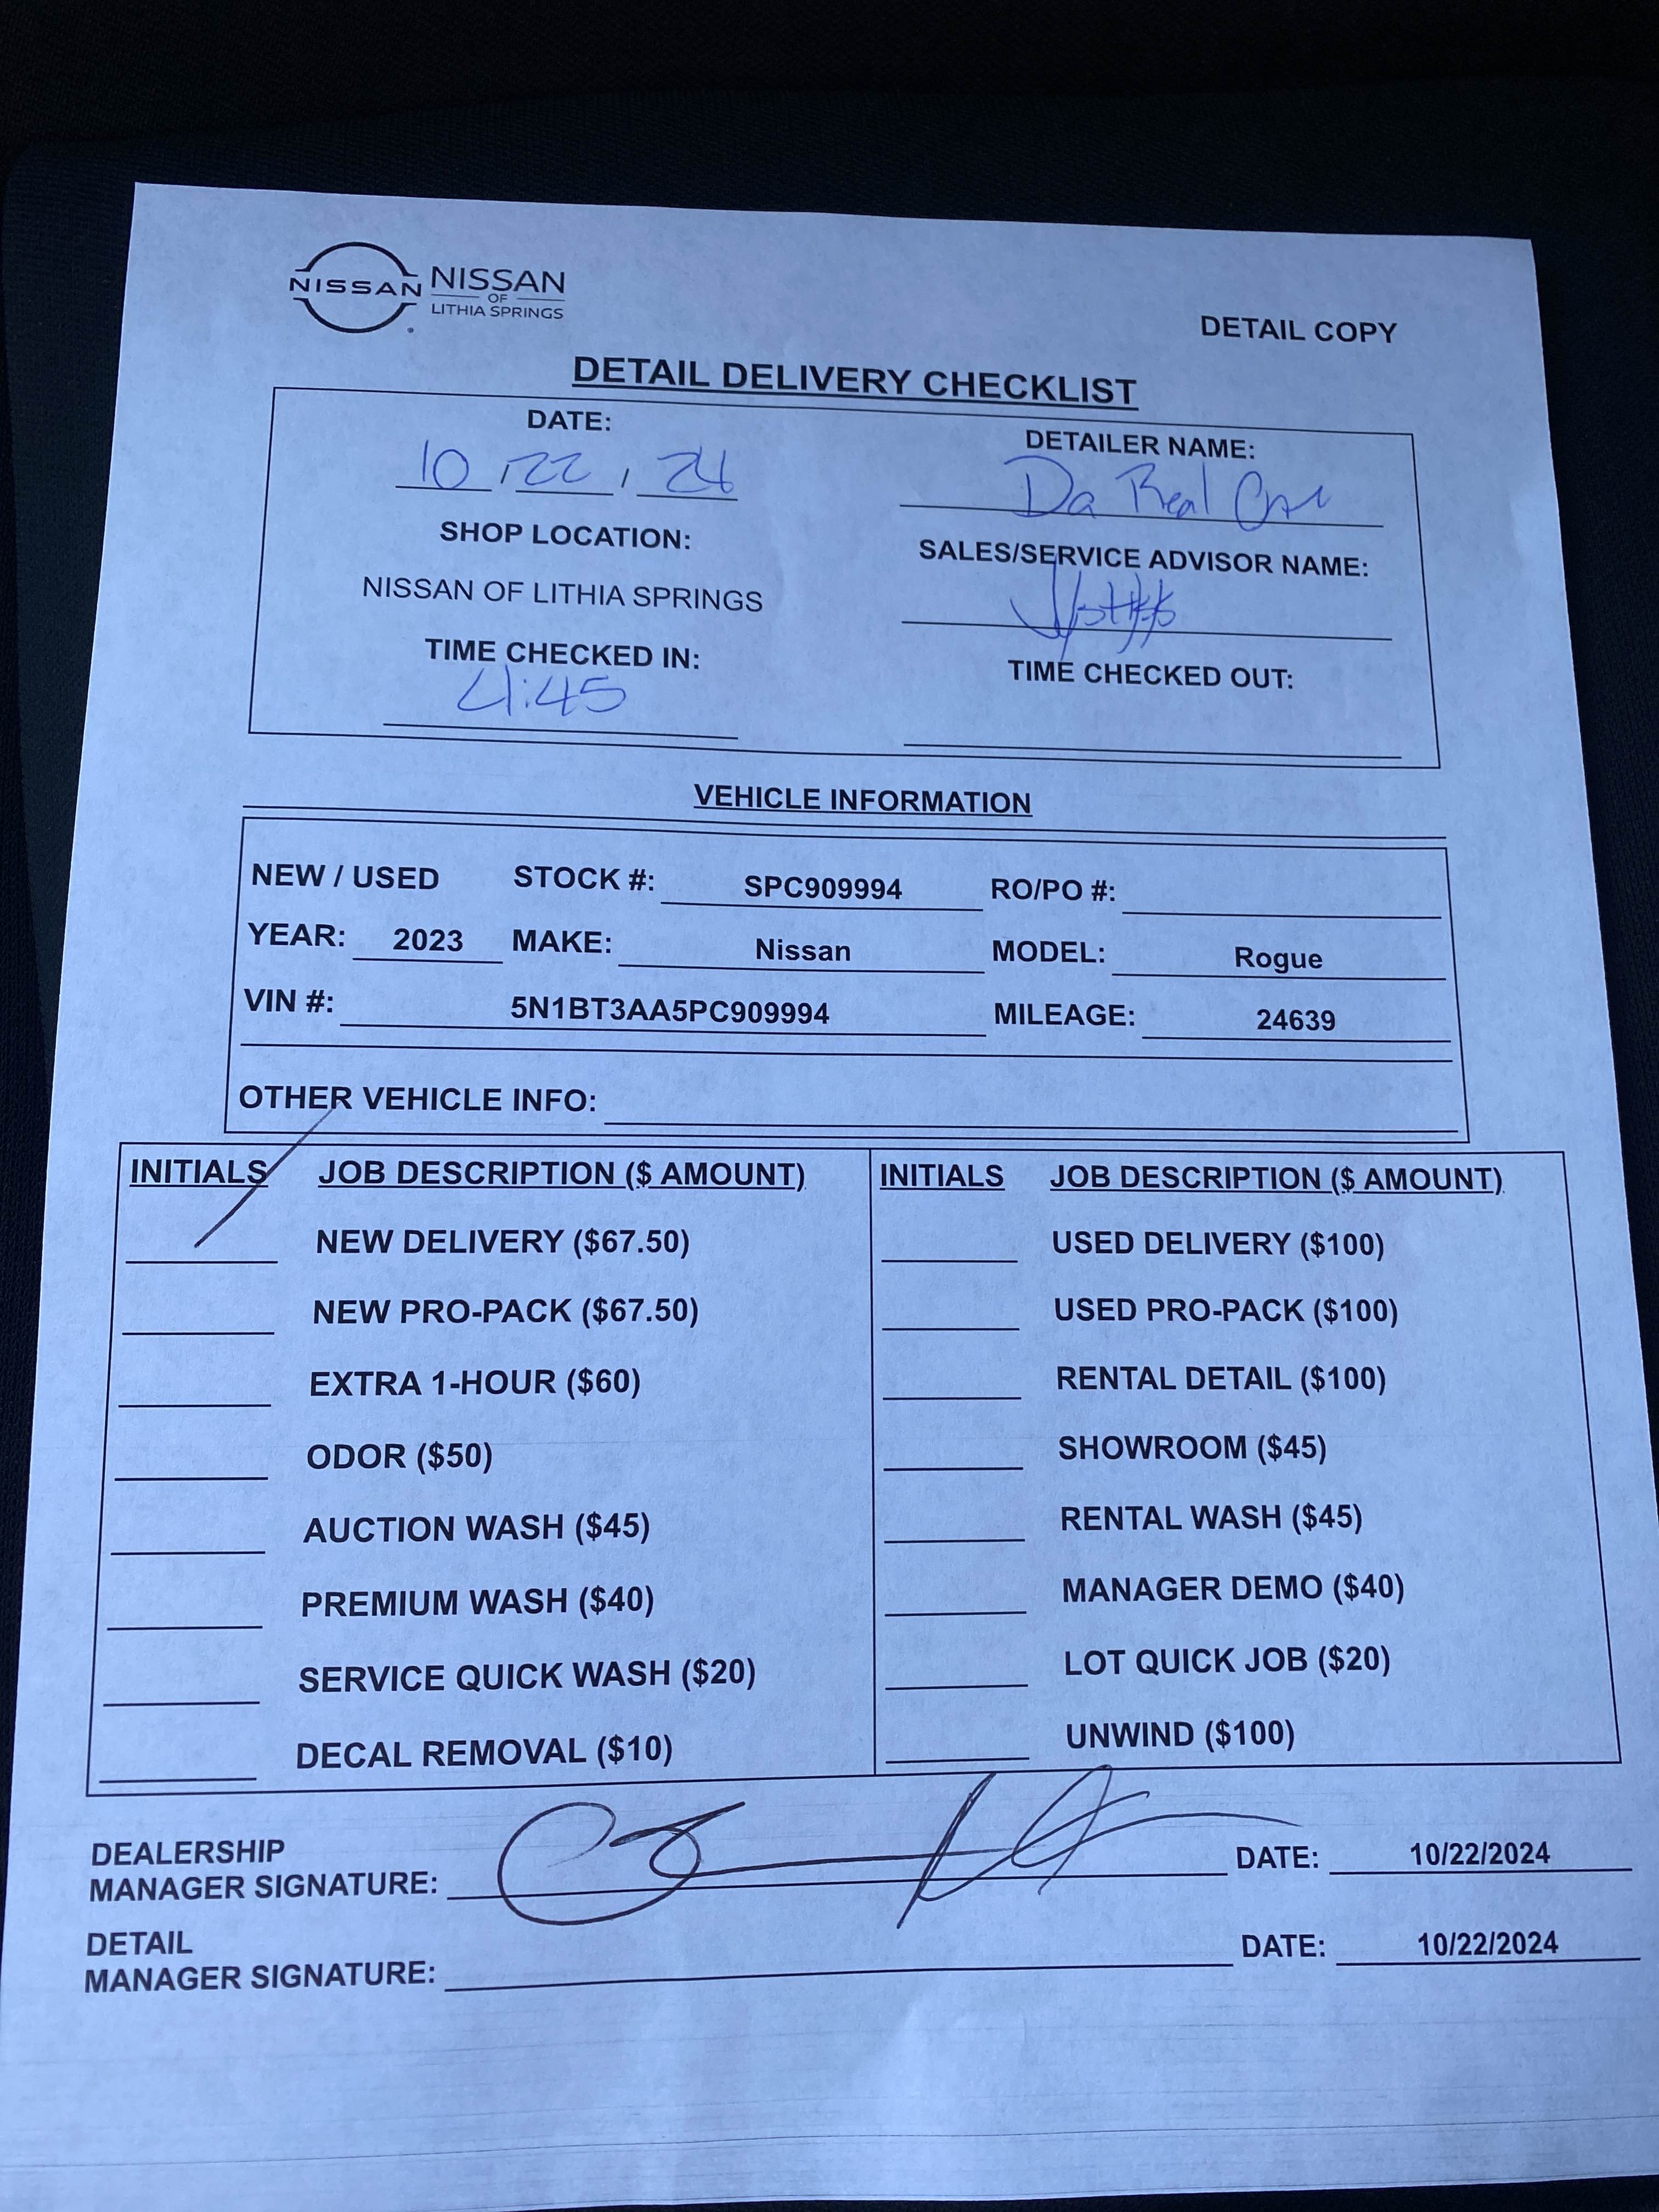 NISSAN NISSAN
OF
LITHIA SPRINGS
DETAIL COPY
DETAIL DELIVERY CHECKLIST
DATE:
10 / 22 / 24
DETAILER NAME:
Da Real
SHOP LOCATION:
NISSAN OF LITHIA SPRINGS
SALES/SERVICE ADVISOR NAME:
TIME CHECKED IN:
4:45
TIME CHECKED OUT:
VEHICLE INFORMATION
NEW / USED STOCK #: SPC909994 RO/PO #:
YEAR: 2023 MAKE: Nissan MODEL: Rogue
VIN #: 5N1BT3AA5PC909994 MILEAGE: 24639
OTHER VEHICLE INFO:
INITIALS JOB DESCRIPTION ($ AMOUNT)
NEW DELIVERY ($67.50)
NEW PRO-PACK ($67.50)
EXTRA 1-HOUR ($60)
ODOR ($50)
AUCTION WASH ($45)
PREMIUM WASH ($40)
SERVICE QUICK WASH ($20)
DECAL REMOVAL ($10)
INITIALS JOB DESCRIPTION ($ AMOUNT)
USED DELIVERY ($100)
USED PRO-PACK ($100)
RENTAL DETAIL ($100)
SHOWROOM ($45)
RENTAL WASH ($45)
MANAGER DEMO ($40)
LOT QUICK JOB ($20)
UNWIND ($100)
DEALERSHIP
MANAGER SIGNATURE: DATE: 10/22/2024
DETAIL
MANAGER SIGNATURE: DATE: 10/22/2024